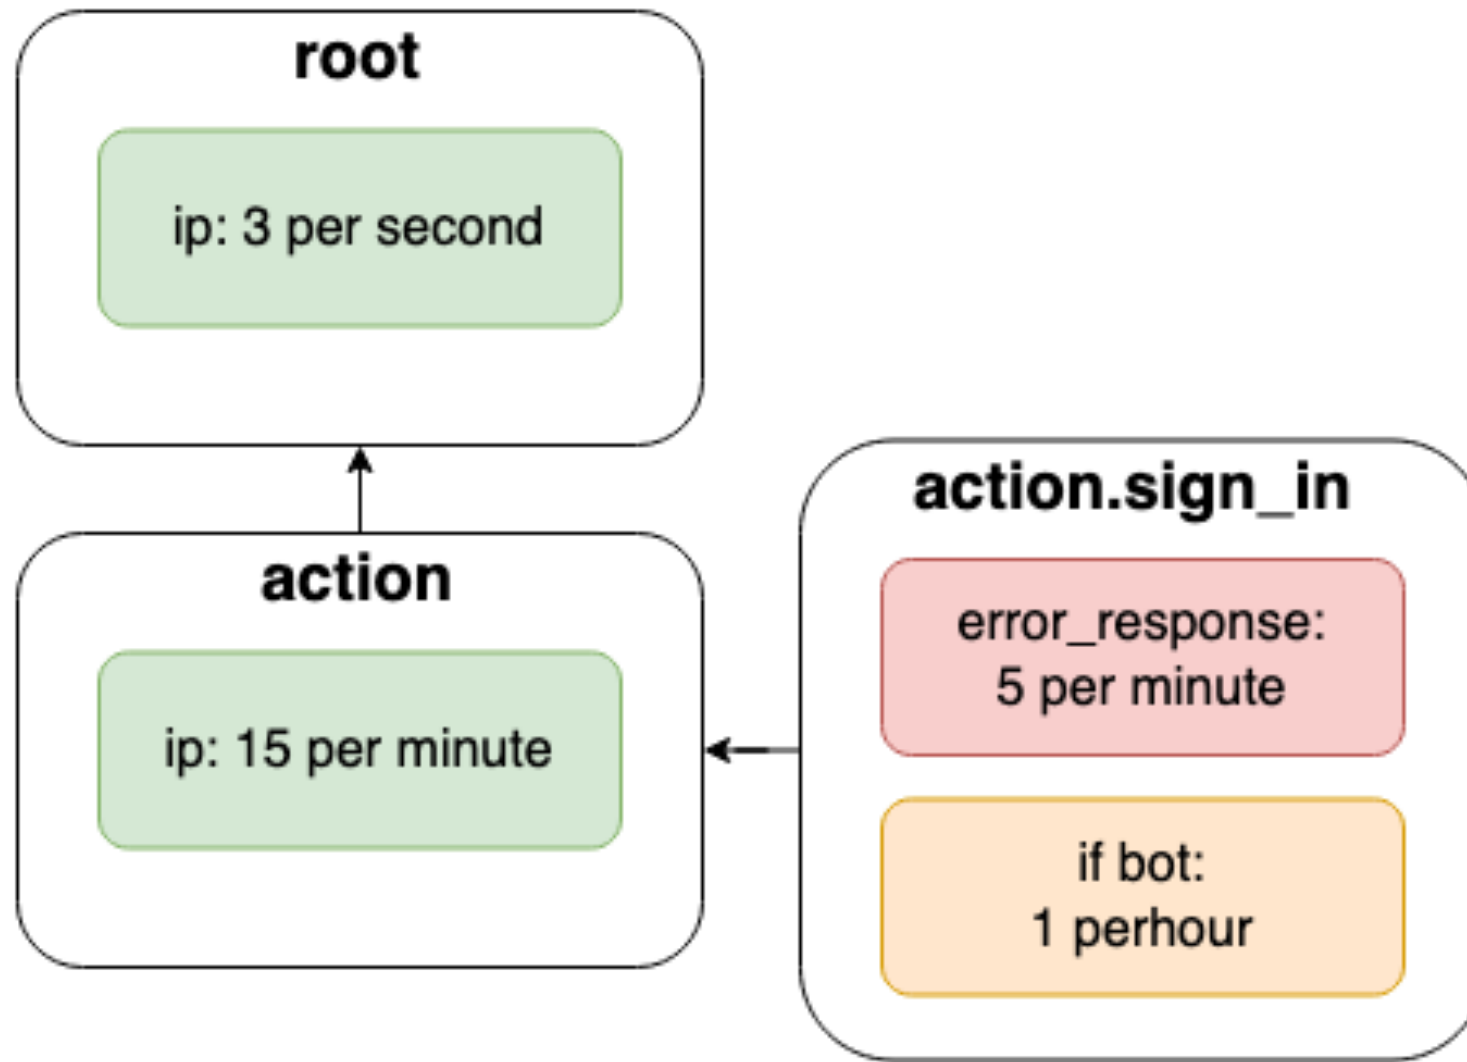 root
ip: 3 per second
action
ip: 15 per minute
action.sign_in
error_response:
5 per minute
if bot:
1 perhour